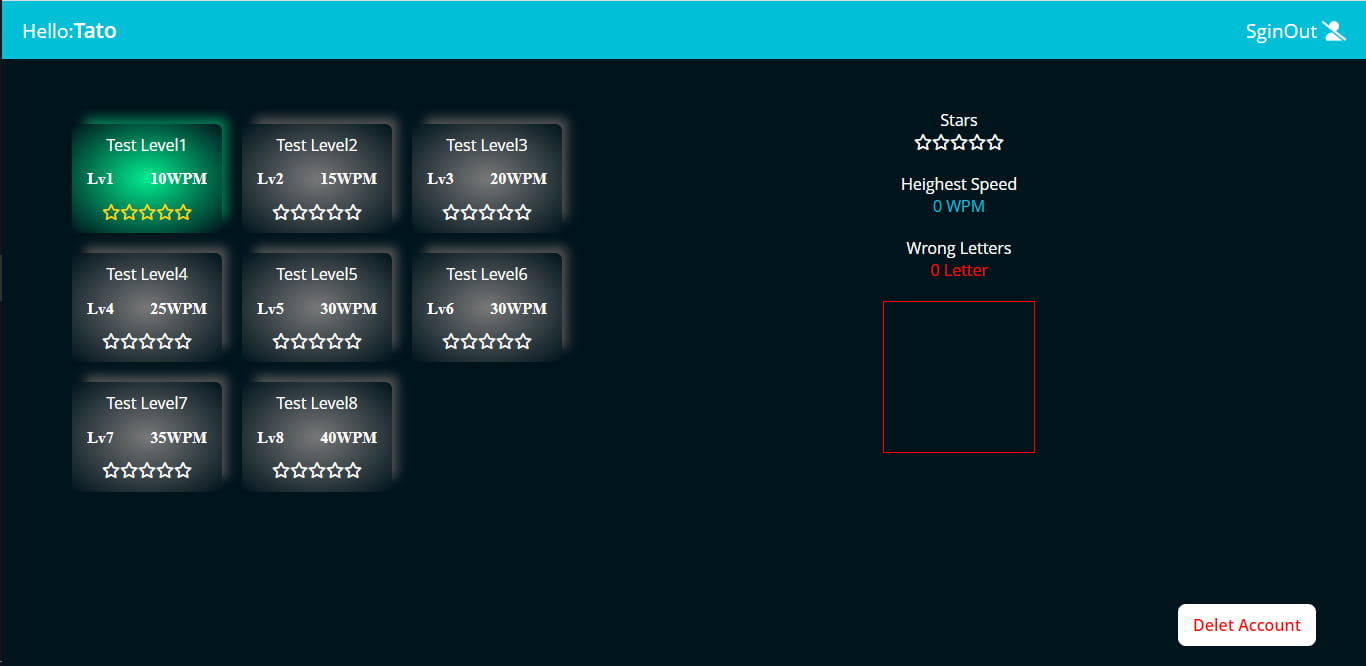 Hello:Tato
SginOut
Test Level1
Lv1 10WPM
Test Level2
Lv2 15WPM
Test Level3
Lv3 20WPM
Test Level4
Lv4 25WPM
Test Level5
Lv5 30WPM
Test Level6
Lv6 30WPM
Test Level7
Lv7 35WPM
Test Level8
Lv8 40WPM
Stars
Heighest Speed
0 WPM
Wrong Letters
0 Letter
Delet Account